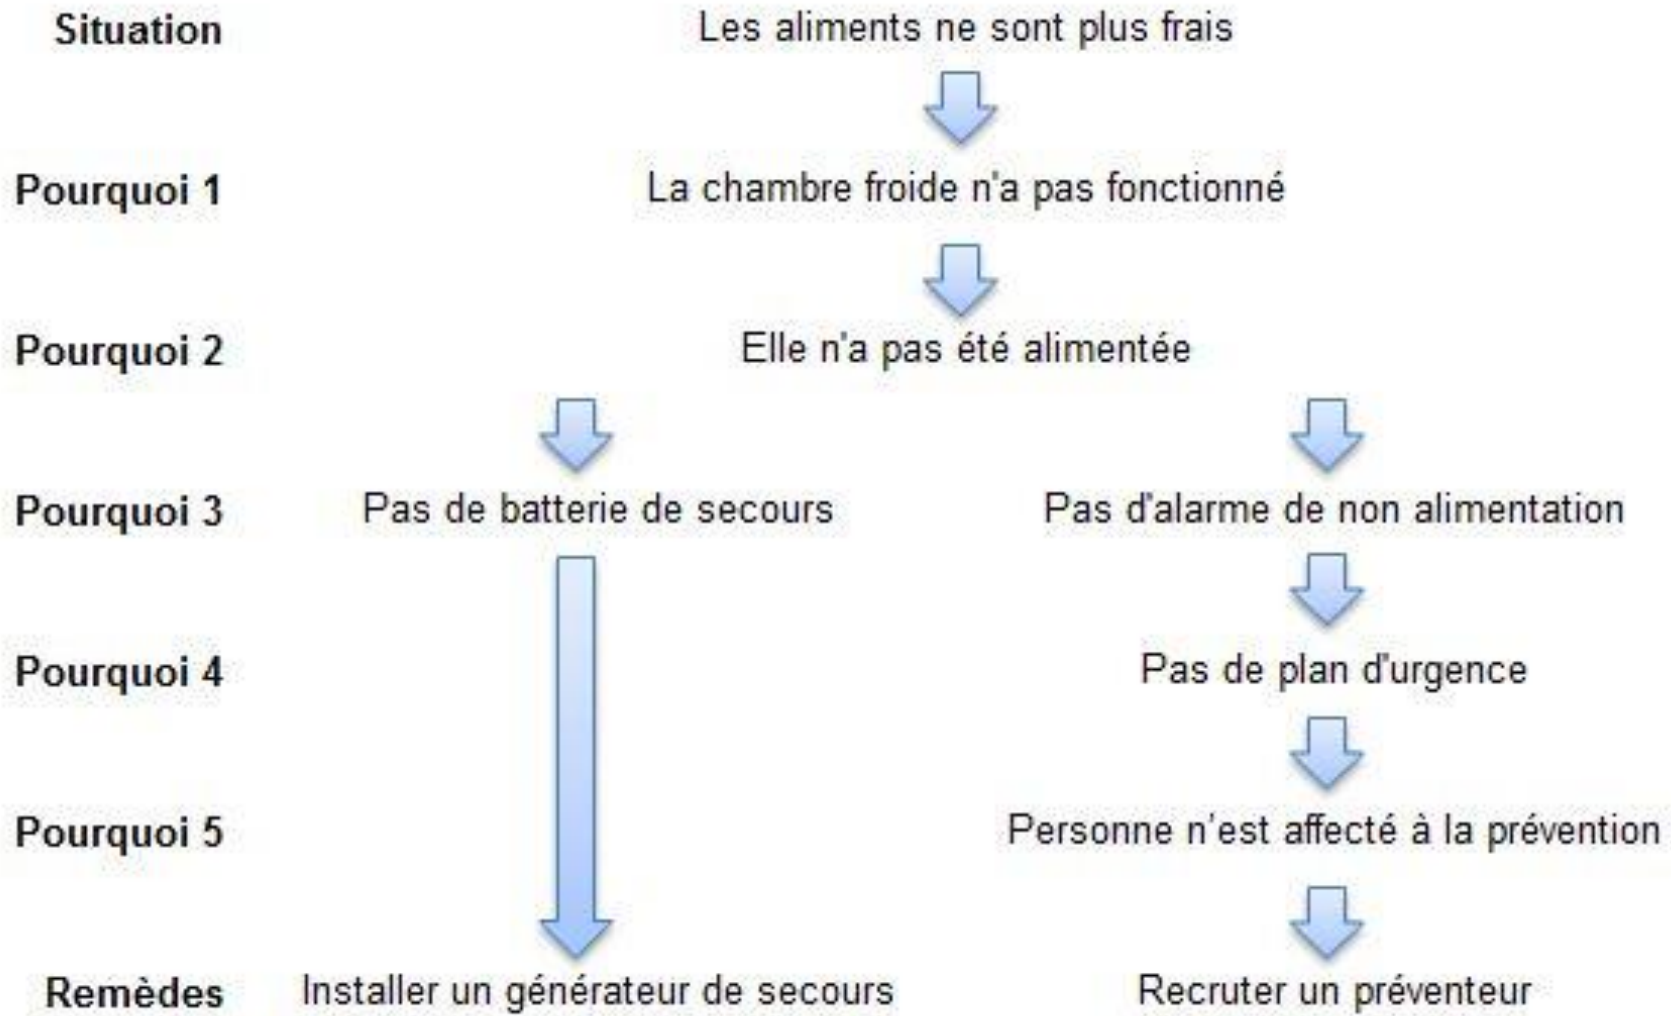 Situation Les aliments ne sont plus frais
Pourquoi 1 La chambre froide n'a pas fonctionné
Pourquoi 2 Elle n'a pas été alimentée
Pourquoi 3 Pas de batterie de secours Pas d'alarme de non alimentation
Pourquoi 4 Pas de plan d'urgence
Pourquoi 5 Personne n’est affecté à la prévention
Remèdes Installer un générateur de secours Recruter un préventeur